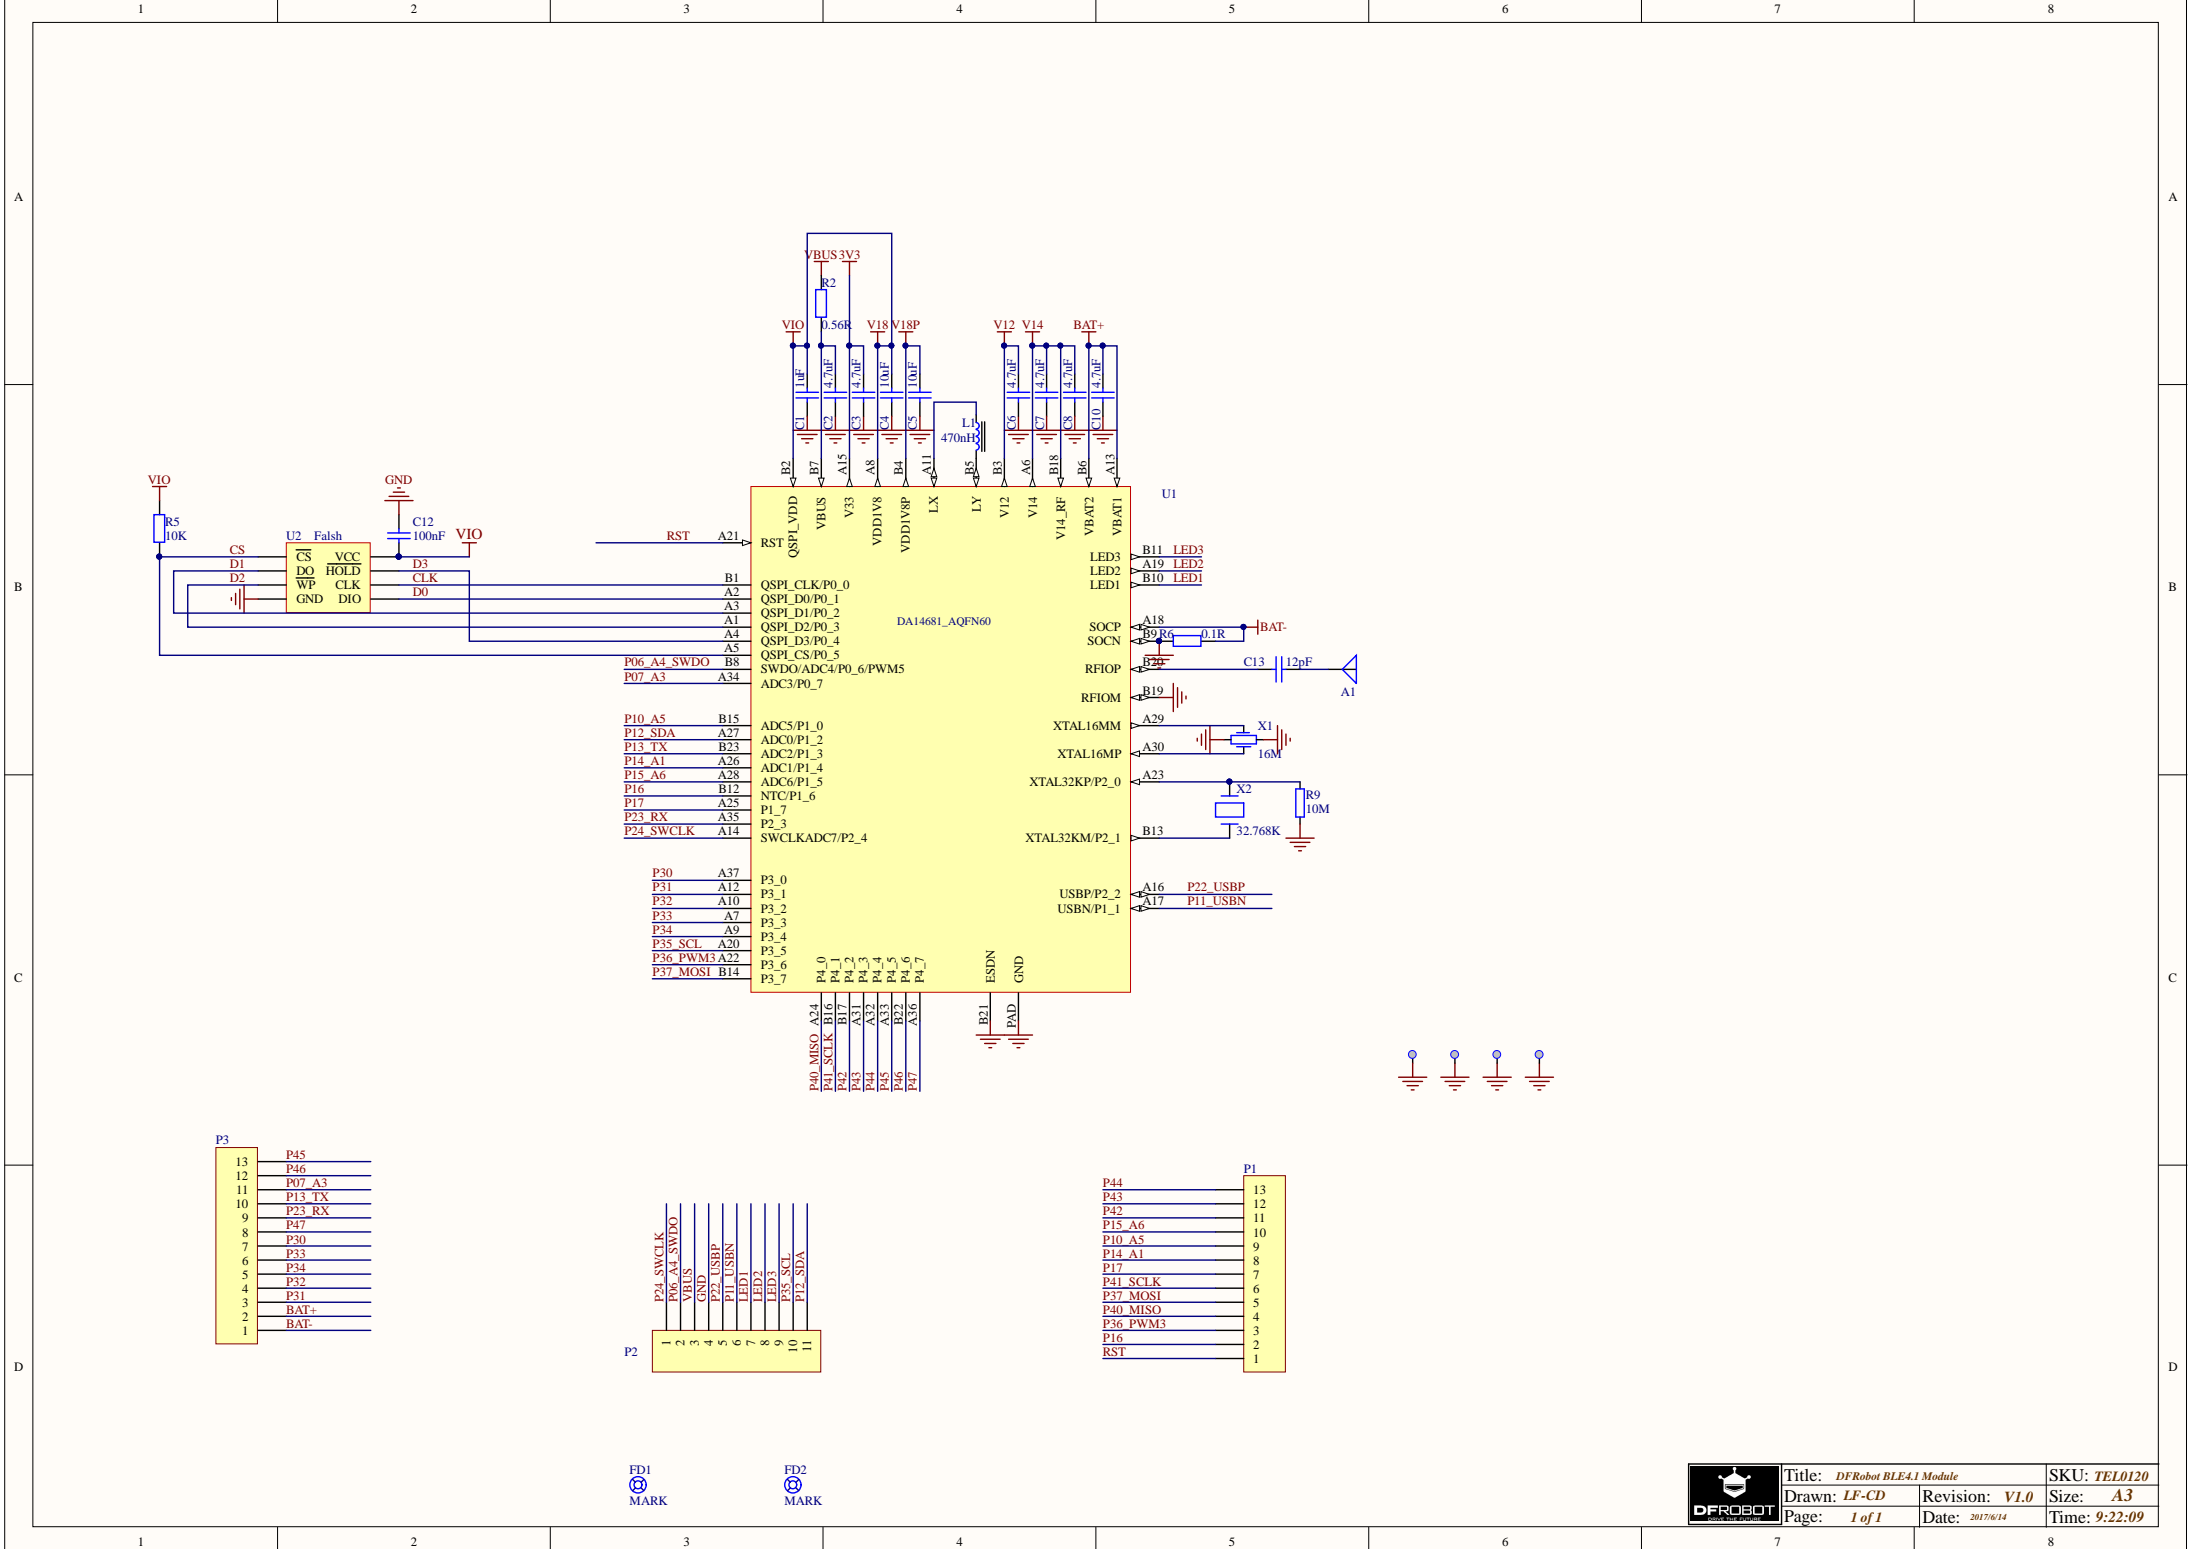 1 2 3 4 5 6 7 8
A A
B B
C C
D D
VBUS 3V3
R2
0.56R
VIO V18 V18P V12 V14 BAT+
1uF 4.7uF 4.7uF 10uF 10uF 4.7uF 4.7uF 4.7uF 4.7uF
C1 C2 C3 C4 C5 C6 C7 C8 C10
L1
470nH
B2 B7 A15 A8 B4 A11 B5 B3 A6 B18 B6 A13
QSPI_VDD VBUS V33 VDD1V8 VDD1V8P LX LY V12 V14 V14_RF VBAT2 VBAT1
U1
DA14681_AQFN60
VIO
R5
10K
GND
C12
100nF
VIO
U2 Falsh
CS CS VCC
D1 DO HOLD D3
D2 WP CLK CLK
GND DIO D0
RST A21 RST
B1 QSPI_CLK/P0_0
A2 QSPI_D0/P0_1
A3 QSPI_D1/P0_2
A1 QSPI_D2/P0_3
A4 QSPI_D3/P0_4
A5 QSPI_CS/P0_5
P06_A4_SWDO B8 SWDO/ADC4/P0_6/PWM5
P07_A3 A34 ADC3/P0_7
P10_A5 B15 ADC5/P1_0
P12_SDA A27 ADC0/P1_2
P13_TX B23 ADC2/P1_3
P14_A1 A26 ADC1/P1_4
P15_A6 A28 ADC6/P1_5
P16 B12 NTC/P1_6
P17 A25 P1_7
P23_RX A35 P2_3
P24_SWCLK A14 SWCLKADC7/P2_4
P30 A37 P3_0
P31 A12 P3_1
P32 A10 P3_2
P33 A7 P3_3
P34 A9 P3_4
P35_SCL A20 P3_5
P36_PWM3 A22 P3_6
P37_MOSI B14 P3_7
LED3 B11 LED3
LED2 A19 LED2
LED1 B10 LED1
SOCP A18 BAT-
SOCN B9 R6 0.1R
RFIOP B20 C13 12pF
A1
RFIOM B19
XTAL16MM A29 X1
XTAL16MP A30 16M
XTAL32KP/P2_0 A23
X2 R9
10M
XTAL32KM/P2_1 B13 32.768K
USBP/P2_2 A16 P22_USBP
USBN/P1_1 A17 P11_USBN
P4_0 P4_1 P4_2 P4_3 P4_4 P4_5 P4_6 P4_7 ESDN GND
A24 B16 B17 A31 A32 A33 B22 A36 B21 PAD
P40_MISO P41_SCLK P42 P43 P44 P45 P46 P47
P3
13 P45
12 P46
11 P07_A3
10 P13_TX
9 P23_RX
8 P47
7 P30
6 P33
5 P34
4 P32
3 P31
2 BAT+
1 BAT-
P24_SWCLK P06_A4_SWDO VBUS GND P22_USBP P11_USBN LED1 LED2 LED3 P35_SCL P12_SDA
P2 1 2 3 4 5 6 7 8 9 10 11
P1
P44 13
P43 12
P42 11
P15_A6 10
P10_A5 9
P14_A1 8
P17 7
P41_SCLK 6
P37_MOSI 5
P40_MISO 4
P36_PWM3 3
P16 2
RST 1
FD1 FD2
MARK MARK
DFROBOT
DRIVE THE FUTURE
Title: DFRobot BLE4.1 Module SKU: TEL0120
Drawn: LF-CD Revision: V1.0 Size: A3
Page: 1 of 1 Date: 2017/6/14 Time: 9:22:09
1 2 3 4 5 6 7 8